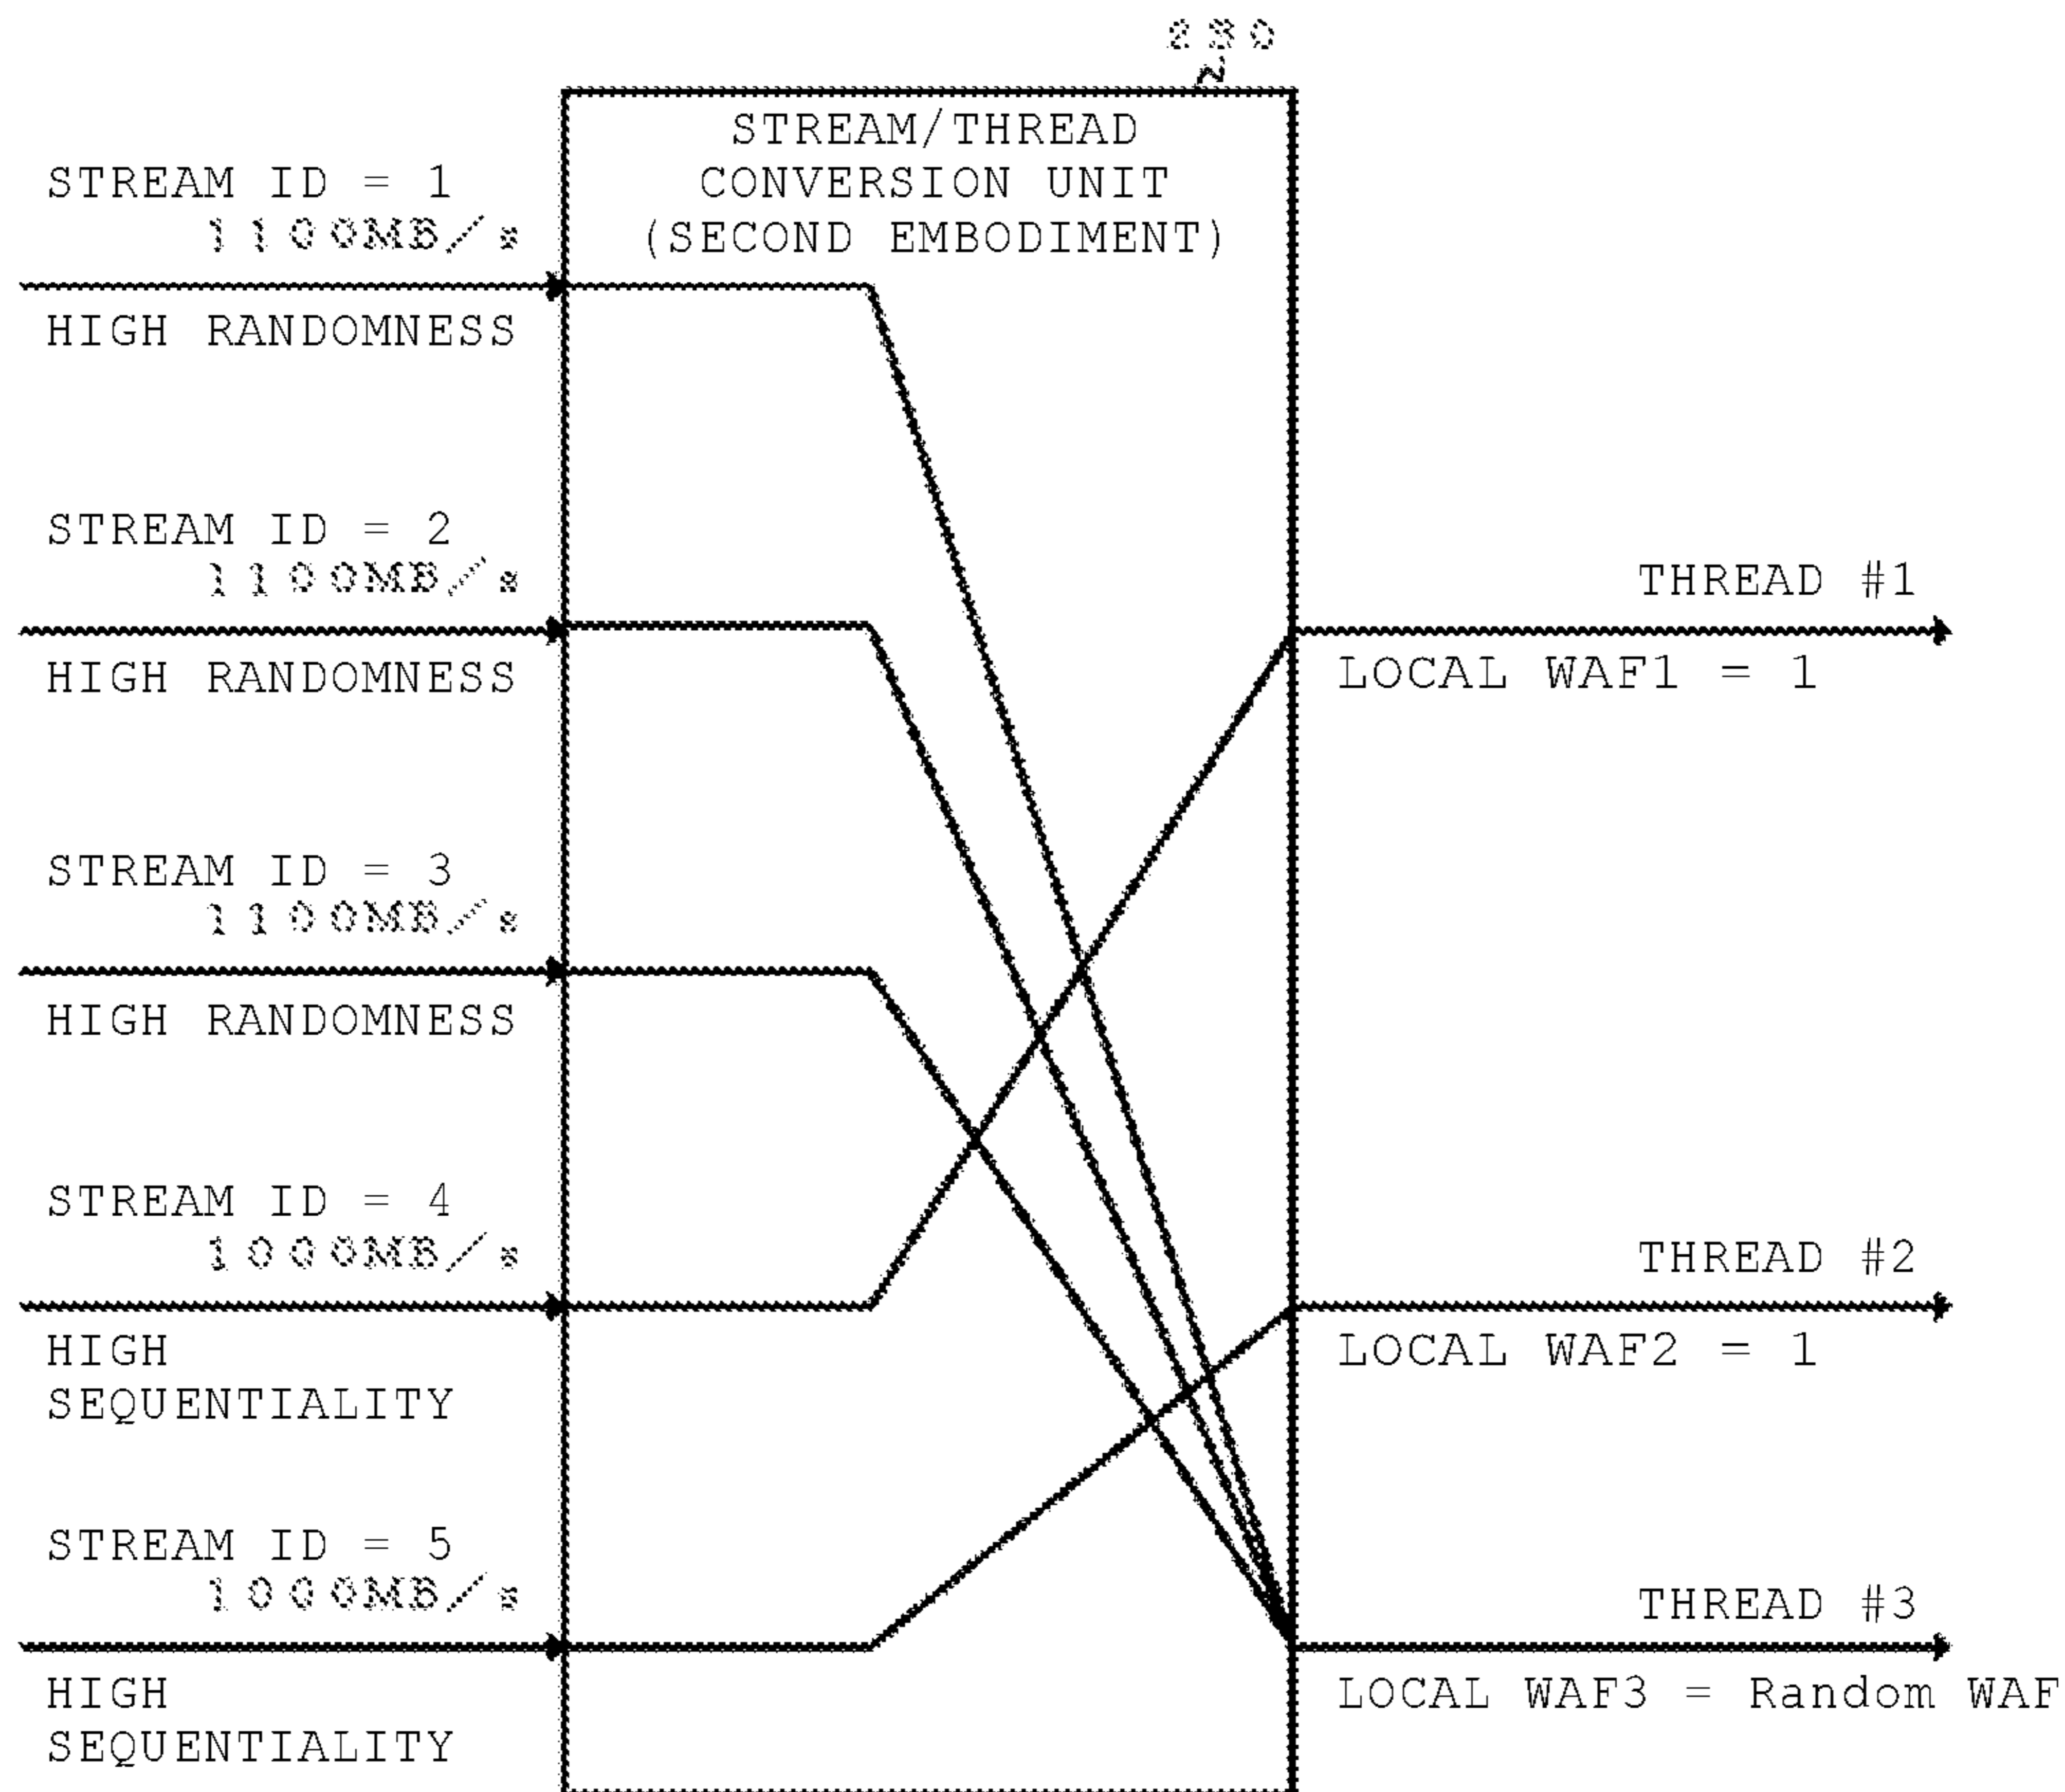 230
STREAM/THREAD
CONVERSION UNIT
(SECOND EMBODIMENT)
STREAM ID = 1
1100MB/s
HIGH RANDOMNESS
STREAM ID = 2
1100MB/s
HIGH RANDOMNESS
THREAD #1
LOCAL WAF1 = 1
STREAM ID = 3
1100MB/s
HIGH RANDOMNESS
STREAM ID = 4
1000MB/s
HIGH
SEQUENTIALITY
THREAD #2
LOCAL WAF2 = 1
STREAM ID = 5
1000MB/s
HIGH
SEQUENTIALITY
THREAD #3
LOCAL WAF3 = Random WAF